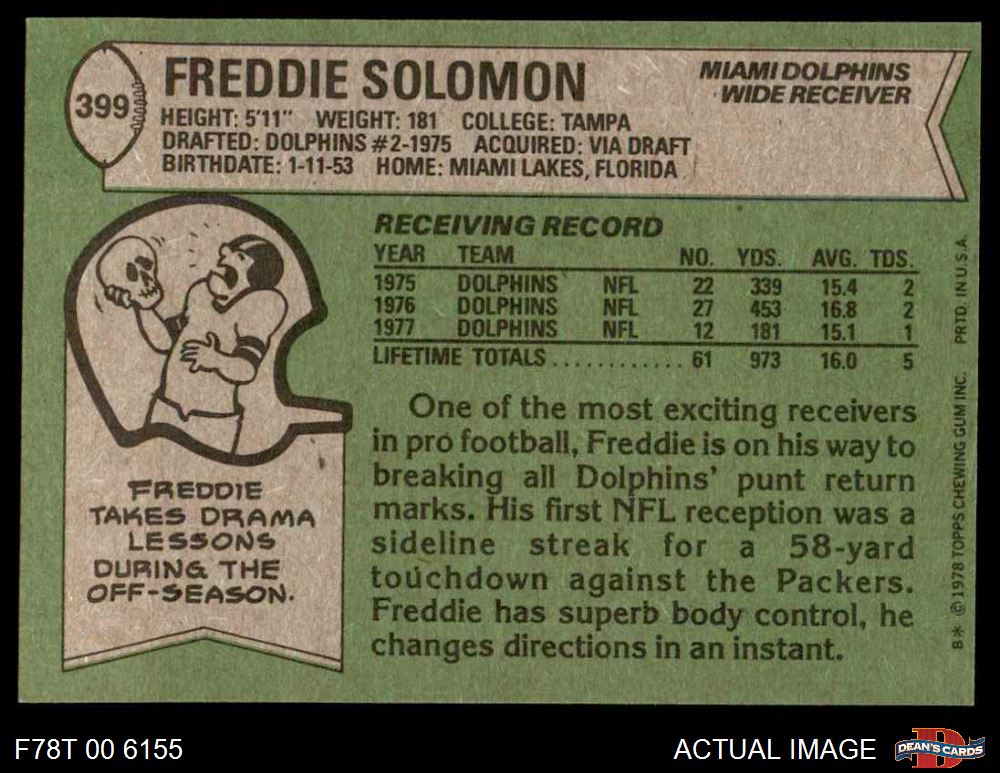 399
FREDDIE SOLOMON
MIAMI DOLPHINS
WIDE RECEIVER
HEIGHT: 5'11" WEIGHT: 181 COLLEGE: TAMPA
DRAFTED: DOLPHINS #2-1975 ACQUIRED: VIA DRAFT
BIRTHDATE: 1-11-53 HOME: MIAMI LAKES, FLORIDA
RECEIVING RECORD
YEAR TEAM NO. YDS. AVG. TDS.
1975 DOLPHINS NFL 22 339 15.4 2
1976 DOLPHINS NFL 27 453 16.8 2
1977 DOLPHINS NFL 12 181 15.1 1
LIFETIME TOTALS............ 61 973 16.0 5
One of the most exciting receivers
in pro football, Freddie is on his way to
breaking all Dolphins' punt return
marks. His first NFL reception was a
sideline streak for a 58-yard
touchdown against the Packers.
Freddie has superb body control, he
changes directions in an instant.
FREDDIE
TAKES DRAMA
LESSONS
DURING THE
OFF-SEASON.
8* © 1978 TOPPS CHEWING GUM INC. PRTD. IN U.S.A.
F78T 00 6155
ACTUAL IMAGE
D
DEAN'S CARDS